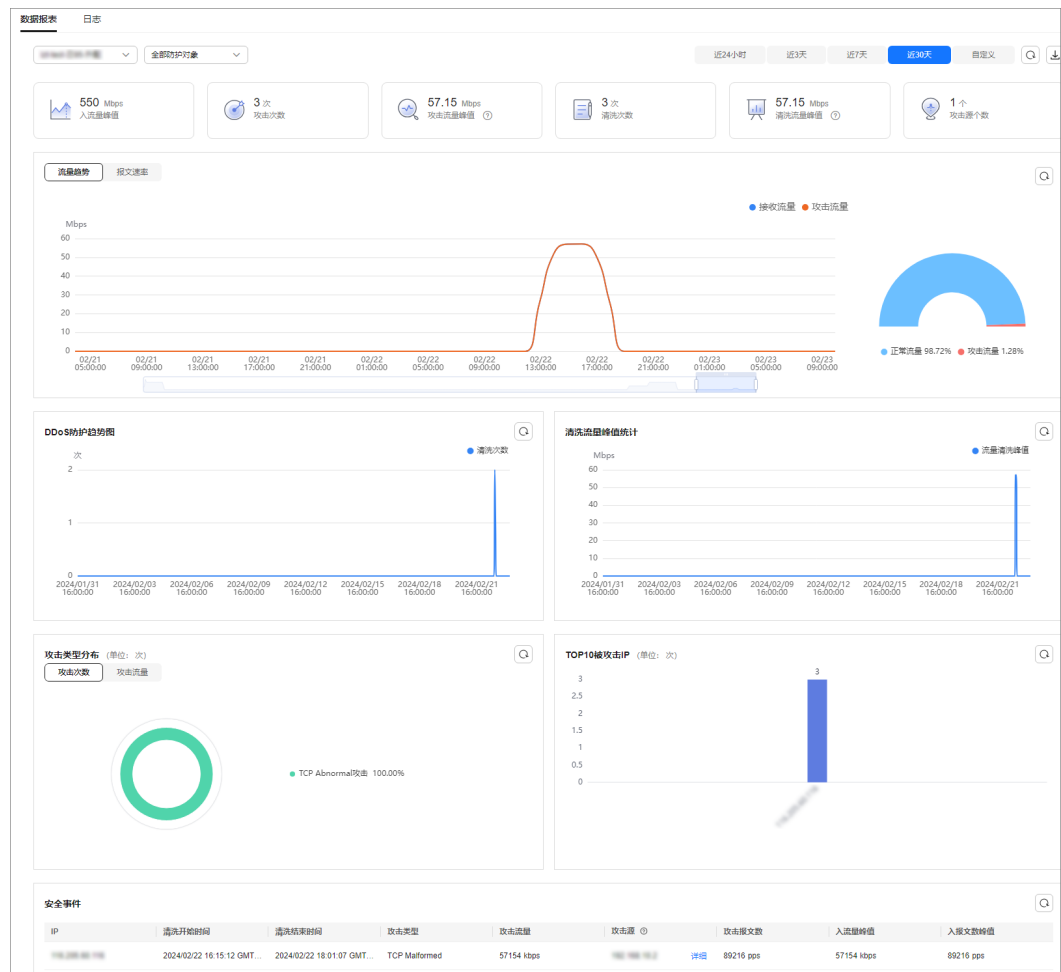 数据报表 日志
全部防护对象 近24小时 近3天 近7天 近30天 自定义
550 Mbps 3 次 57.15 Mbps 3 次 57.15 Mbps 1 个
入流量峰值 攻击次数 攻击流量峰值 清洗次数 清洗流量峰值 攻击源个数
流量趋势 报文速率
接收流量 攻击流量
Mbps
60
50
40
30
20
10
0
02/21 02/21 02/21 02/21 02/21 02/22 02/22 02/22 02/22 02/22 02/22 02/23 02/23 02/23
05:00:00 09:00:00 13:00:00 17:00:00 21:00:00 01:00:00 05:00:00 09:00:00 13:00:00 17:00:00 21:00:00 01:00:00 05:00:00 09:00:00
正常流量 98.72% 攻击流量 1.28%
DDoS防护趋势图
清洗次数
次
2
1
0
2024/01/31 2024/02/03 2024/02/06 2024/02/09 2024/02/12 2024/02/15 2024/02/18 2024/02/21
16:00:00 16:00:00 16:00:00 16:00:00 16:00:00 16:00:00 16:00:00 16:00:00
清洗流量峰值统计
流量清洗峰值
Mbps
60
50
40
30
20
10
0
2024/01/31 2024/02/03 2024/02/06 2024/02/09 2024/02/12 2024/02/15 2024/02/18 2024/02/21
16:00:00 16:00:00 16:00:00 16:00:00 16:00:00 16:00:00 16:00:00 16:00:00
攻击类型分布 (单位: 次)
攻击次数 攻击流量
TCP Abnormal攻击 100.00%
TOP10被攻击IP (单位: 次)
3
3
2.5
2
1.5
1
0.5
0
安全事件
IP 清洗开始时间 清洗结束时间 攻击类型 攻击流量 攻击源 攻击报文数 入流量峰值 入报文数峰值
2024/02/22 16:15:12 GMT... 2024/02/22 18:01:07 GMT... TCP Malformed 57154 kbps 详细 89216 pps 57154 kbps 89216 pps